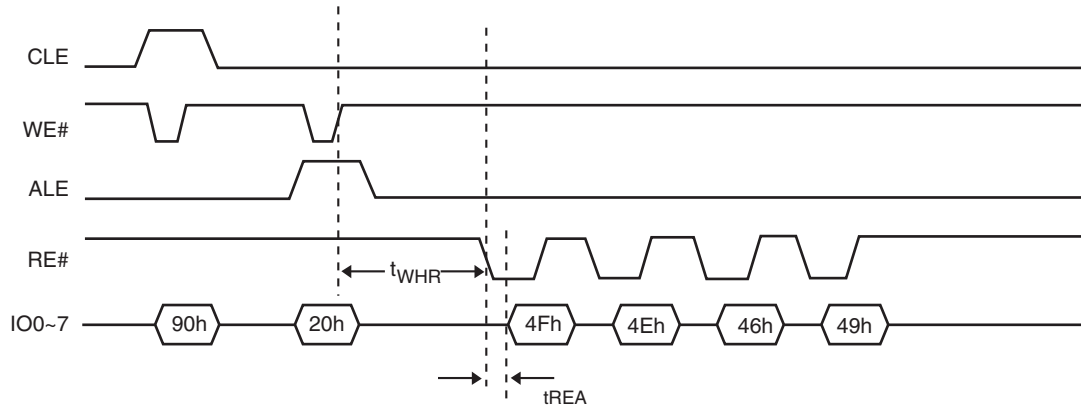 CLE
WE#
ALE
RE#
tWHR
IO0~7 90h 20h 4Fh 4Eh 46h 49h
tREA